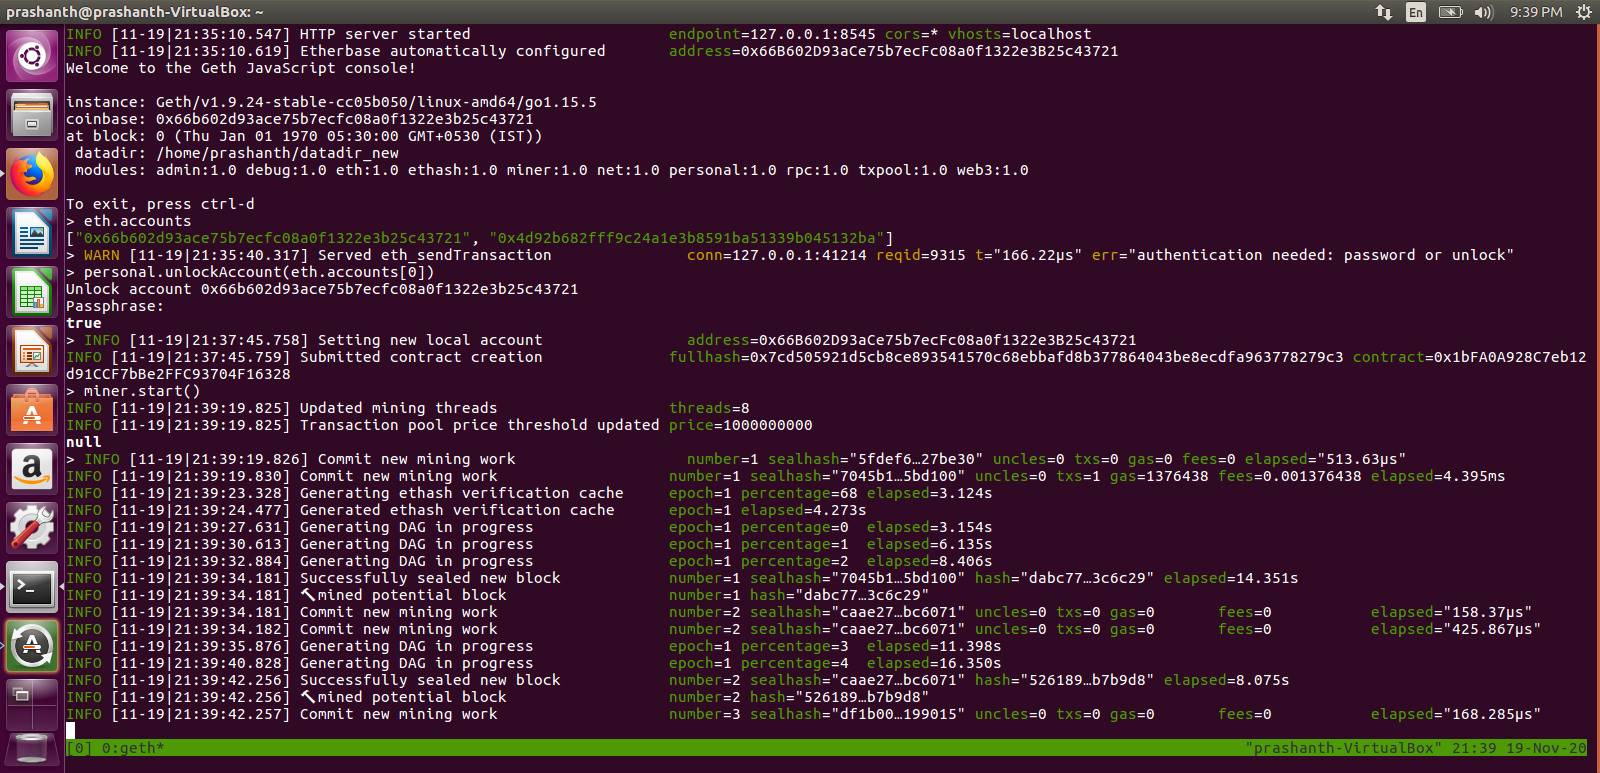 prashanth@prashanth-VirtualBox: ~
En
9:39 PM
INFO [11-19|21:35:10.547] HTTP server started endpoint=127.0.0.1:8545 cors=* vhosts=localhost
INFO [11-19|21:35:10.619] Etherbase automatically configured address=0x66B602D93aCe75b7ecFc08a0f1322e3B25c43721
Welcome to the Geth JavaScript console!
instance: Geth/v1.9.24-stable-cc05b050/linux-amd64/go1.15.5
coinbase: 0x66b602d93ace75b7ecfc08a0f1322e3b25c43721
at block: 0 (Thu Jan 01 1970 05:30:00 GMT+0530 (IST))
datadir: /home/prashanth/datadir_new
modules: admin:1.0 debug:1.0 eth:1.0 ethash:1.0 miner:1.0 net:1.0 personal:1.0 rpc:1.0 txpool:1.0 web3:1.0
To exit, press ctrl-d
> eth.accounts
["0x66b602d93ace75b7ecfc08a0f1322e3b25c43721", "0x4d92b682fff9c24a1e3b8591ba51339b045132ba"]
> WARN [11-19|21:35:40.317] Served eth_sendTransaction conn=127.0.0.1:41214 reqid=9315 t="166.22µs" err="authentication needed: password or unlock"
> personal.unlockAccount(eth.accounts[0])
Unlock account 0x66b602d93ace75b7ecfc08a0f1322e3b25c43721
Passphrase:
true
> INFO [11-19|21:37:45.758] Setting new local account address=0x66B602D93aCe75b7ecFc08a0f1322e3B25c43721
INFO [11-19|21:37:45.759] Submitted contract creation fullhash=0x7cd505921d5cb8ce893541570c68ebbafd8b377864043be8ecdfa963778279c3 contract=0x1bFA0A928C7eb12
d91CCF7bBe2FFC93704F16328
> miner.start()
INFO [11-19|21:39:19.825] Updated mining threads threads=8
INFO [11-19|21:39:19.825] Transaction pool price threshold updated price=1000000000
null
> INFO [11-19|21:39:19.826] Commit new mining work number=1 sealhash="5fdef6…27be30" uncles=0 txs=0 gas=0 fees=0 elapsed="513.63µs"
INFO [11-19|21:39:19.830] Commit new mining work number=1 sealhash="7045b1…5bd100" uncles=0 txs=1 gas=1376438 fees=0.001376438 elapsed=4.395ms
INFO [11-19|21:39:23.328] Generating ethash verification cache epoch=1 percentage=68 elapsed=3.124s
INFO [11-19|21:39:24.477] Generated ethash verification cache epoch=1 elapsed=4.273s
INFO [11-19|21:39:27.631] Generating DAG in progress epoch=1 percentage=0 elapsed=3.154s
INFO [11-19|21:39:30.613] Generating DAG in progress epoch=1 percentage=1 elapsed=6.135s
INFO [11-19|21:39:32.884] Generating DAG in progress epoch=1 percentage=2 elapsed=8.406s
INFO [11-19|21:39:34.181] Successfully sealed new block number=1 sealhash="7045b1…5bd100" hash="dabc77…3c6c29" elapsed=14.351s
INFO [11-19|21:39:34.181] 🔨mined potential block number=1 hash="dabc77…3c6c29"
INFO [11-19|21:39:34.181] Commit new mining work number=2 sealhash="caae27…bc6071" uncles=0 txs=0 gas=0 fees=0 elapsed="158.37µs"
INFO [11-19|21:39:34.182] Commit new mining work number=2 sealhash="caae27…bc6071" uncles=0 txs=0 gas=0 fees=0 elapsed="425.867µs"
INFO [11-19|21:39:35.876] Generating DAG in progress epoch=1 percentage=3 elapsed=11.398s
INFO [11-19|21:39:40.828] Generating DAG in progress epoch=1 percentage=4 elapsed=16.350s
INFO [11-19|21:39:42.256] Successfully sealed new block number=2 sealhash="caae27…bc6071" hash="526189…b7b9d8" elapsed=8.075s
INFO [11-19|21:39:42.256] 🔨mined potential block number=2 hash="526189…b7b9d8"
INFO [11-19|21:39:42.257] Commit new mining work number=3 sealhash="df1b00…199015" uncles=0 txs=0 gas=0 fees=0 elapsed="168.285µs"
[0] 0:geth* "prashanth-VirtualBox" 21:39 19-Nov-20